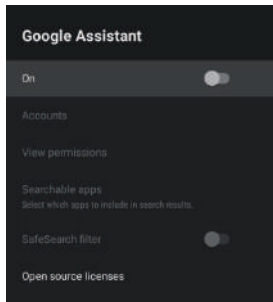 Google Assistant
On
Accounts
View permissions
Searchable apps
Select which apps to include in search results.
SafeSearch filter
Open source licenses